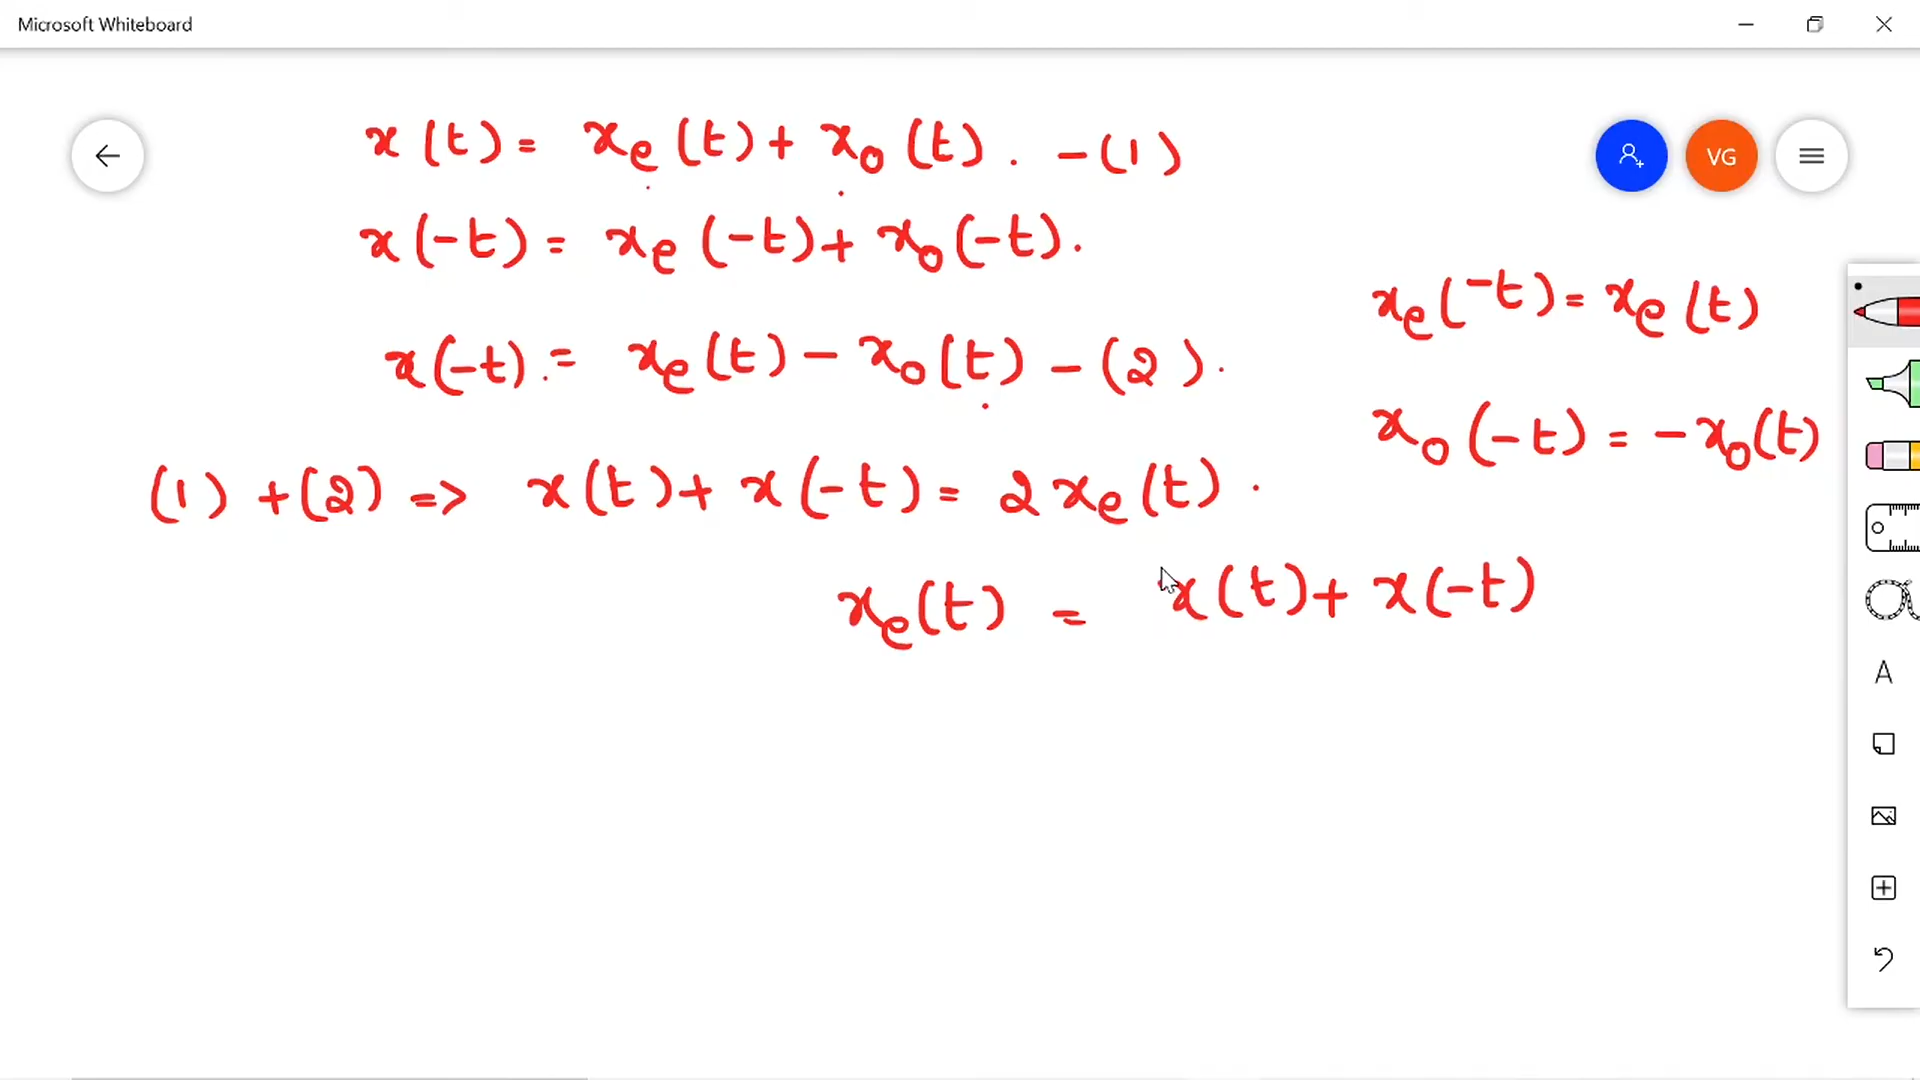 Microsoft Whiteboard
VG
x(t) = xₑ(t) + xₒ(t). -(1)
x(-t) = xₑ(-t) + xₒ(-t).
xₑ(-t) = xₑ(t)
x(-t) = xₑ(t) - xₒ(t) -(2).
xₒ(-t) = -xₒ(t)
(1) + (2) => x(t) + x(-t) = 2xₑ(t).
xₑ(t) = x(t) + x(-t)
A